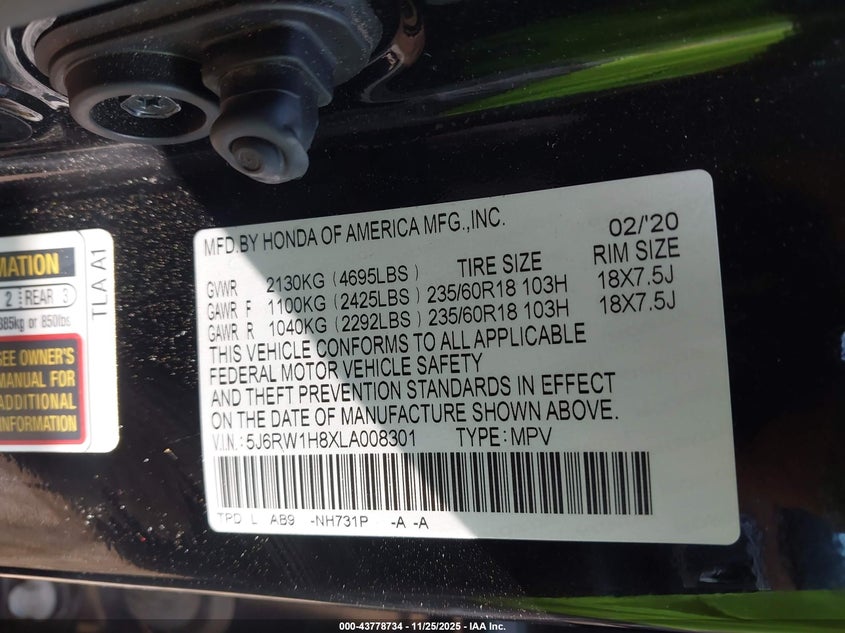 MATION
2 REAR 3
385kg or 850lbs
SEE OWNER'S
MANUAL FOR
ADDITIONAL
INFORMATION
TLA A1
MFD.BY HONDA OF AMERICA MFG.,INC. 02/'20
TIRE SIZE RIM SIZE
GVWR 2130KG (4695LBS)
GAWR F 1100KG (2425LBS) 235/60R18 103H 18X7.5J
GAWR R 1040KG (2292LBS) 235/60R18 103H 18X7.5J
THIS VEHICLE CONFORMS TO ALL APPLICABLE
FEDERAL MOTOR VEHICLE SAFETY
AND THEFT PREVENTION STANDARDS IN EFFECT
ON THE DATE OF MANUFACTURE SHOWN ABOVE.
V.I.N.: 5J6RW1H8XLA008301 TYPE: MPV
TPD L AB9 -NH731P -A -A
000-43778734 - 11/25/2025 - IAA Inc.